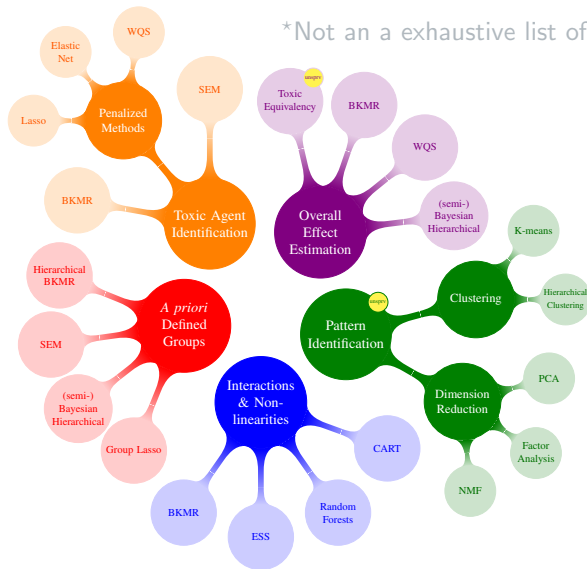 *Not an a exhaustive list of
WQS
Elastic
Net
Lasso
Penalized
Methods
SEM
BKMR
Toxic Agent
Identification
Toxic
Equivalency
BKMR
WQS
(semi-)
Bayesian
Hierarchical
Overall
Effect
Estimation
Hierarchical
BKMR
SEM
(semi-)
Bayesian
Hierarchical
Group Lasso
A priori
Defined
Groups
Pattern
Identification
Clustering
K-means
Hierarchical
Clustering
Dimension
Reduction
PCA
Factor
Analysis
NMF
Interactions
& Non-
linearities
BKMR
ESS
Random
Forests
CART